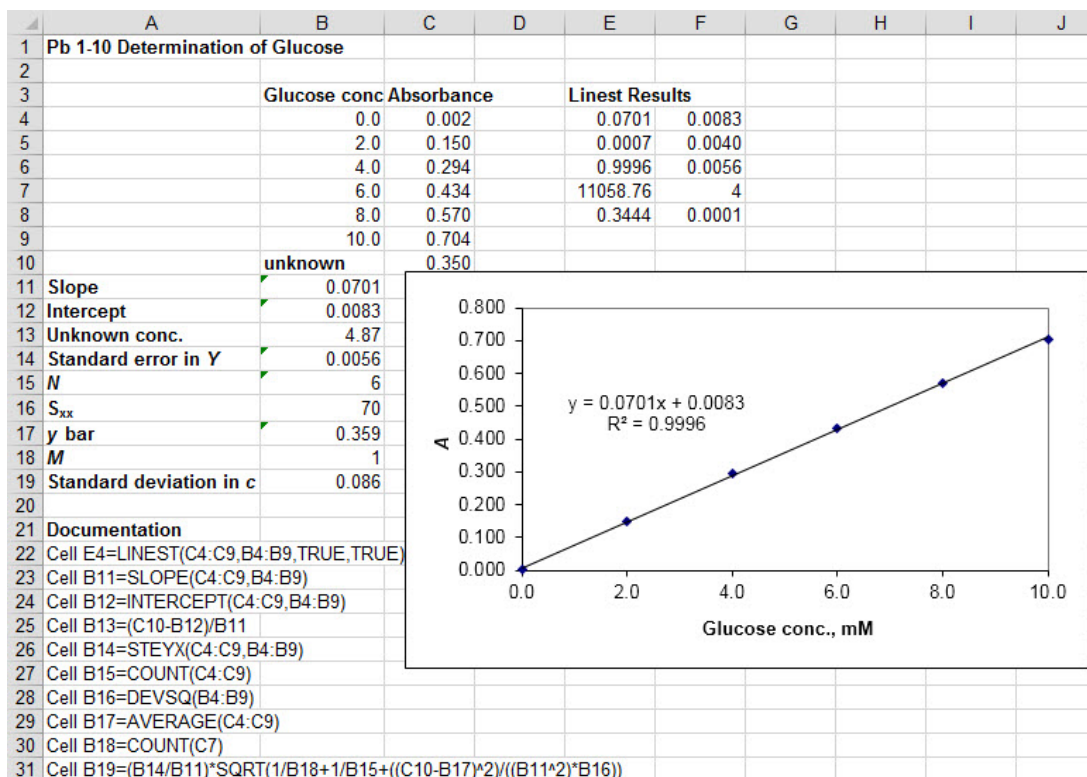 A B C D E F G H I J
1 Pb 1-10 Determination of Glucose
2
3 Glucose conc Absorbance Linest Results
4 0.0 0.002 0.0701 0.0083
5 2.0 0.150 0.0007 0.0040
6 4.0 0.294 0.9996 0.0056
7 6.0 0.434 11058.76 4
8 8.0 0.570 0.3444 0.0001
9 10.0 0.704
10 unknown 0.350
11 Slope 0.0701
12 Intercept 0.0083
13 Unknown conc. 4.87
14 Standard error in Y 0.0056
15 N 6
16 Sxx 70
17 y bar 0.359
18 M 1
19 Standard deviation in c 0.086
20
21 Documentation
22 Cell E4=LINEST(C4:C9,B4:B9,TRUE,TRUE)
23 Cell B11=SLOPE(C4:C9,B4:B9)
24 Cell B12=INTERCEPT(C4:C9,B4:B9)
25 Cell B13=(C10-B12)/B11
26 Cell B14=STEYX(C4:C9,B4:B9)
27 Cell B15=COUNT(C4:C9)
28 Cell B16=DEVSQ(B4:B9)
29 Cell B17=AVERAGE(C4:C9)
30 Cell B18=COUNT(C7)
31 Cell B19=(B14/B11)*SQRT(1/B18+1/B15+((C10-B17)^2)/((B11^2)*B16))
0.800
0.700
0.600
0.500
0.400
0.300
0.200
0.100
0.000
A
y = 0.0701x + 0.0083
R² = 0.9996
0.0 2.0 4.0 6.0 8.0 10.0
Glucose conc., mM